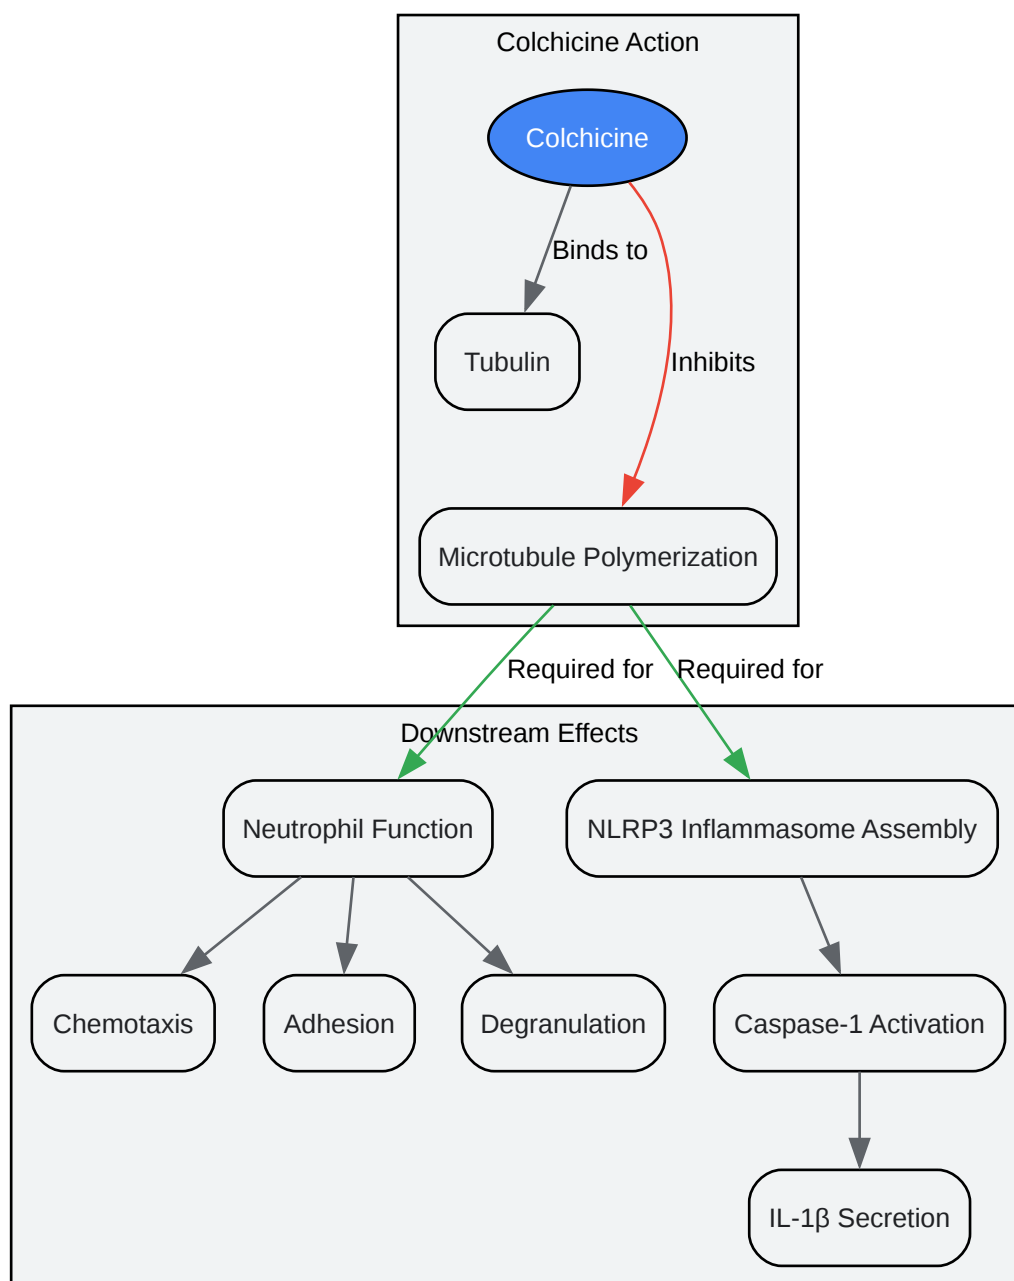 Colchicine Action
Colchicine
Binds to
Tubulin
Inhibits
Microtubule Polymerization
Required for
Required for
Downstream Effects
Neutrophil Function
NLRP3 Inflammasome Assembly
Chemotaxis
Adhesion
Degranulation
Caspase-1 Activation
IL-1β Secretion